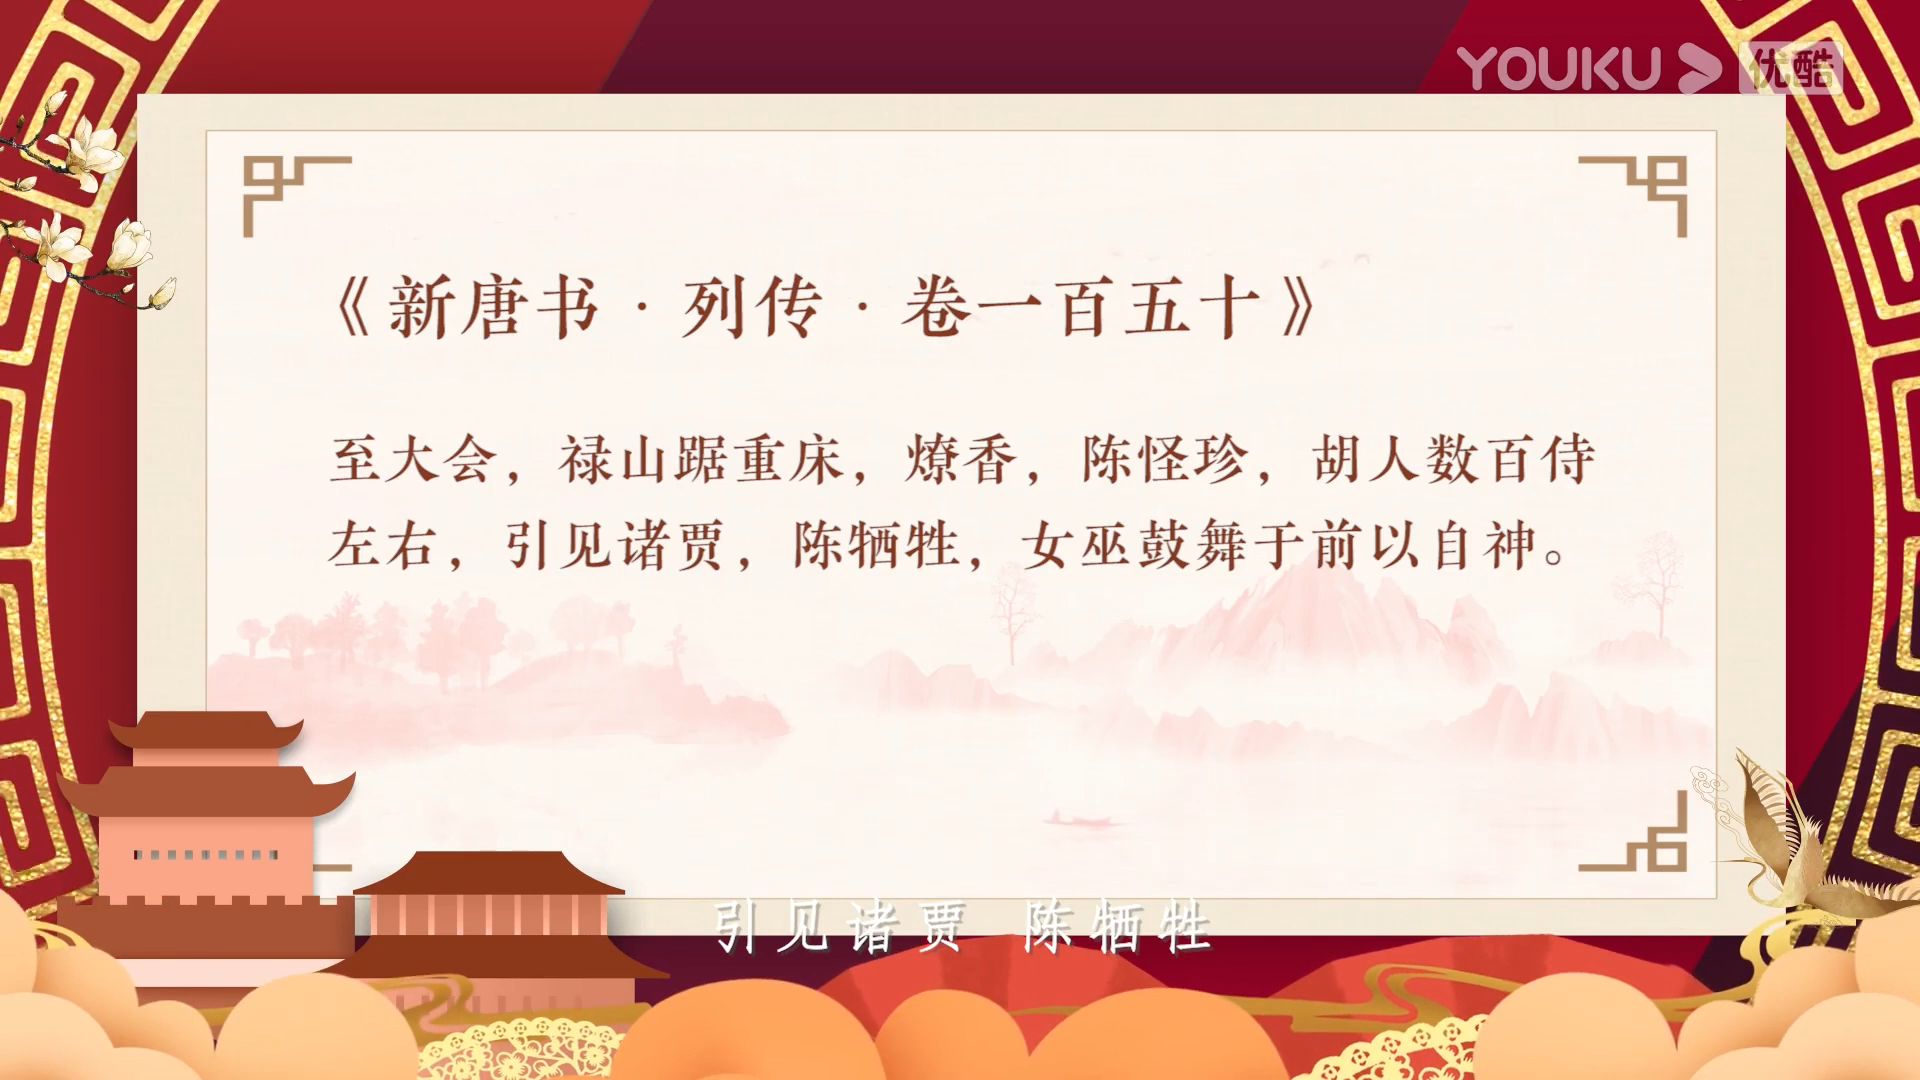 YOUKU 优酷
《新唐书·列传·卷一百五十》
至大会，禄山踞重床，燎香，陈怪珍，胡人数百侍
左右，引见诸贾，陈牺牲，女巫鼓舞于前以自神。
引见诸贾 陈牺牲